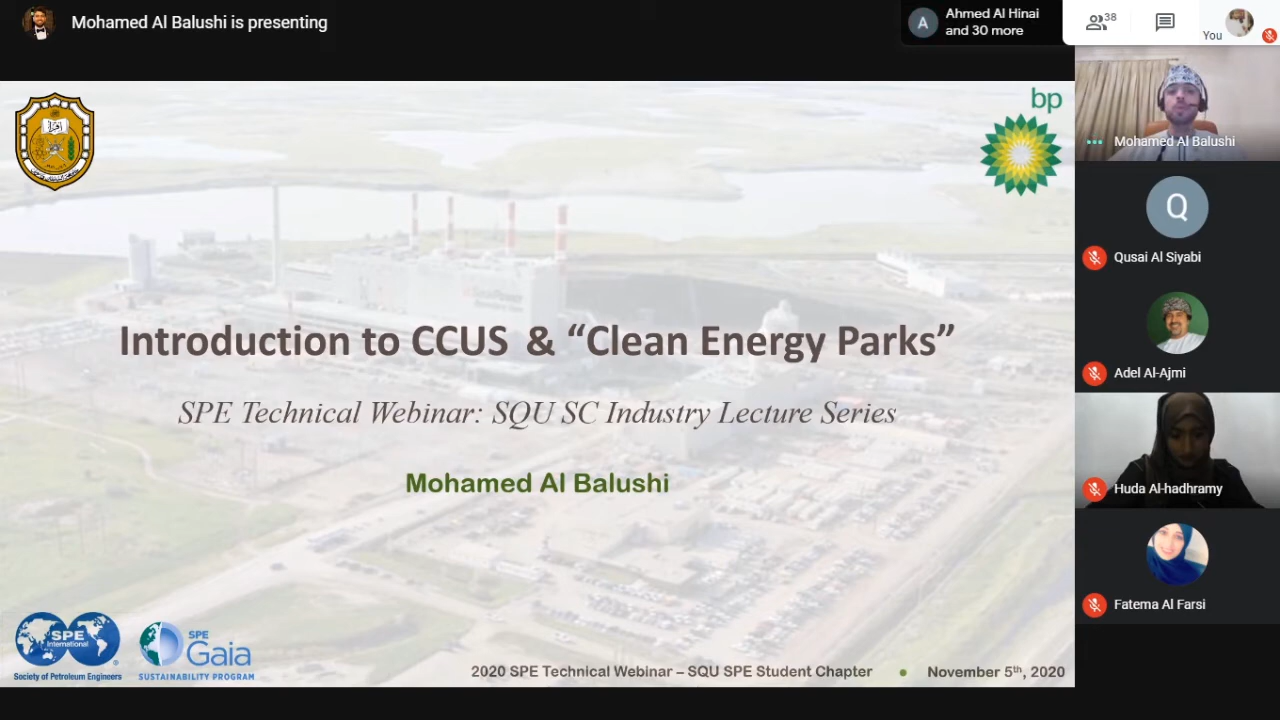 Mohamed Al Balushi is presenting
A
Ahmed Al Hinai
and 30 more
38
You
bp
Mohamed Al Balushi
Q
Qusai Al Siyabi
Adel Al-Ajmi
Huda Al-hadhramy
Fatema Al Farsi
Introduction to CCUS & “Clean Energy Parks”
SPE Technical Webinar: SQU SC Industry Lecture Series
Mohamed Al Balushi
SPE
International
®
Society of Petroleum Engineers
SPE
Gaia
SUSTAINABILITY PROGRAM
2020 SPE Technical Webinar – SQU SPE Student Chapter • November 5th, 2020